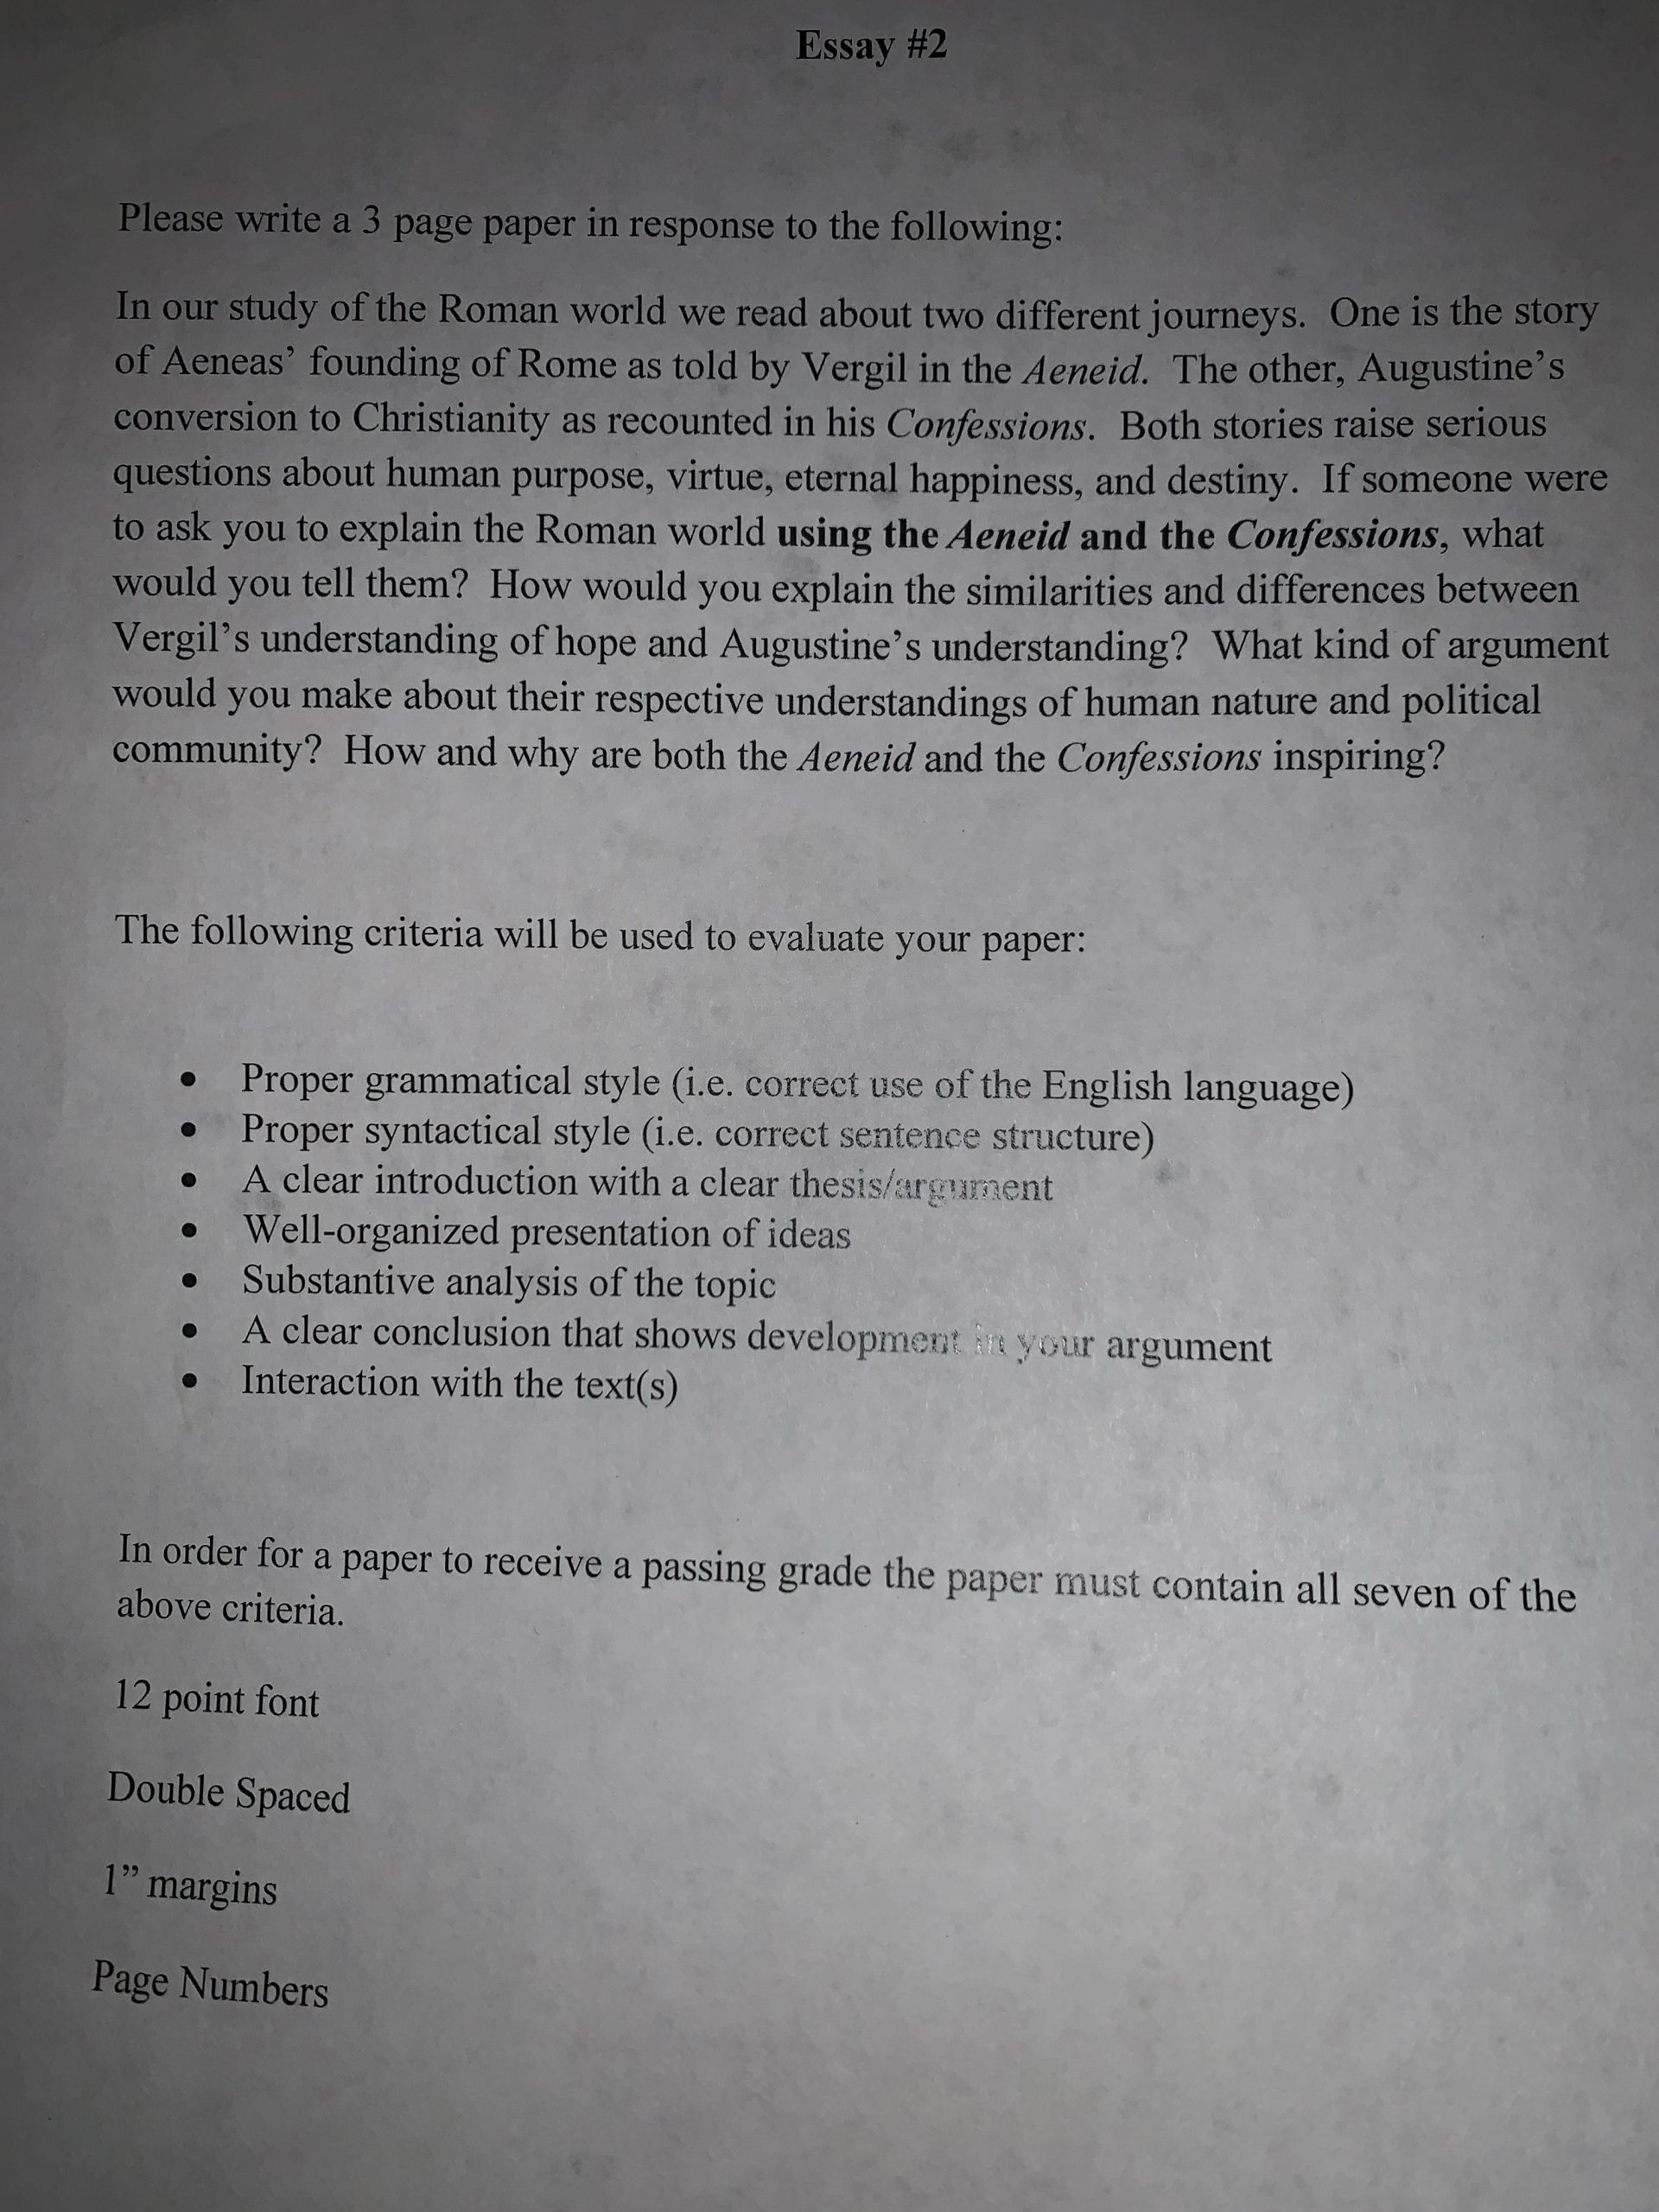 Essay #2
Please write a 3 page paper in response to the following:
In our study of the Roman world we read about two different journeys. One is the story
of Aeneas’ founding of Rome as told by Vergil in the Aeneid. The other, Augustine’s
conversion to Christianity as recounted in his Confessions. Both stories raise serious
questions about human purpose, virtue, eternal happiness, and destiny. If someone were
to ask you to explain the Roman world using the Aeneid and the Confessions, what
would you tell them? How would you explain the similarities and differences between
Vergil’s understanding of hope and Augustine’s understanding? What kind of argument
would you make about their respective understandings of human nature and political
community? How and why are both the Aeneid and the Confessions inspiring?
The following criteria will be used to evaluate your paper:
• Proper grammatical style (i.e. correct use of the English language)
• Proper syntactical style (i.e. correct sentence structure)
• A clear introduction with a clear thesis/argument
• Well-organized presentation of ideas
• Substantive analysis of the topic
• A clear conclusion that shows development in your argument
• Interaction with the text(s)
In order for a paper to receive a passing grade the paper must contain all seven of the
above criteria.
12 point font
Double Spaced
1” margins
Page Numbers